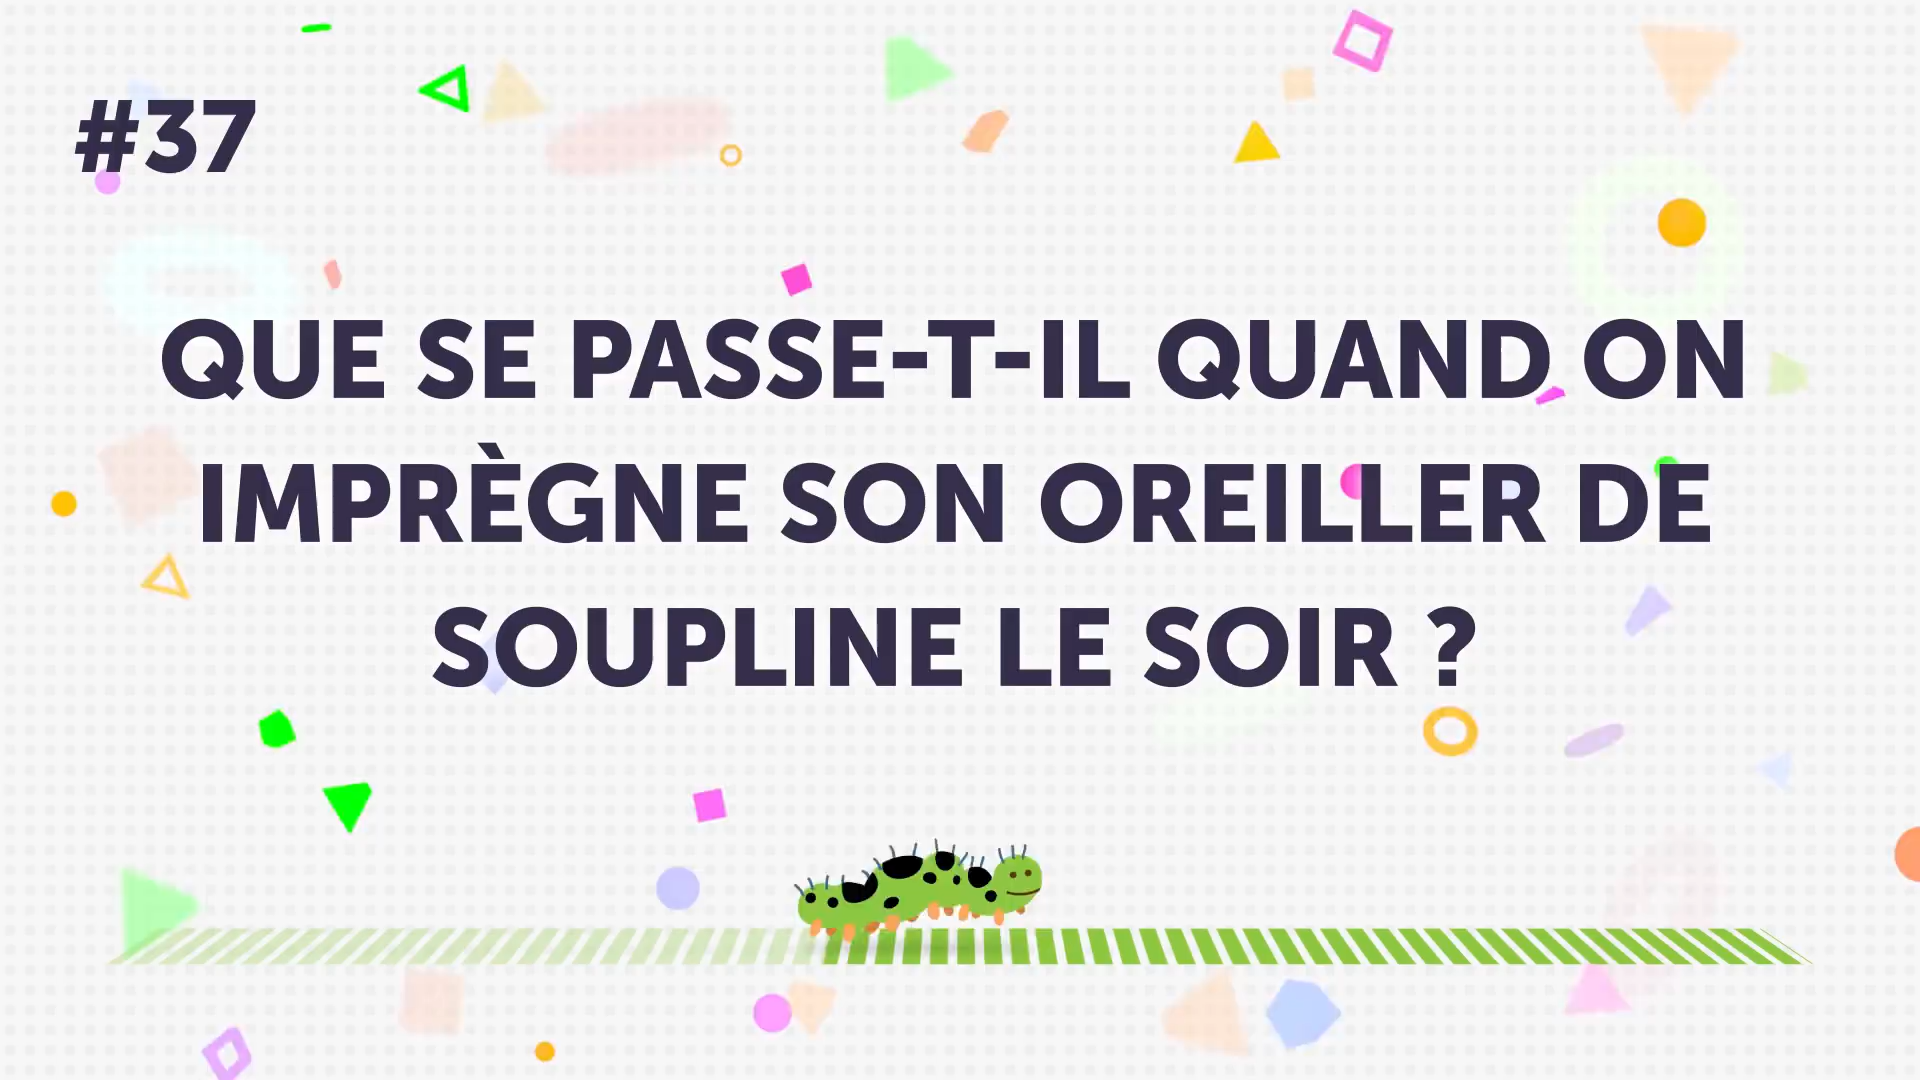 #37
QUE SE PASSE-T-IL QUAND ON
IMPRÈGNE SON OREILLER DE
SOUPLINE LE SOIR ?